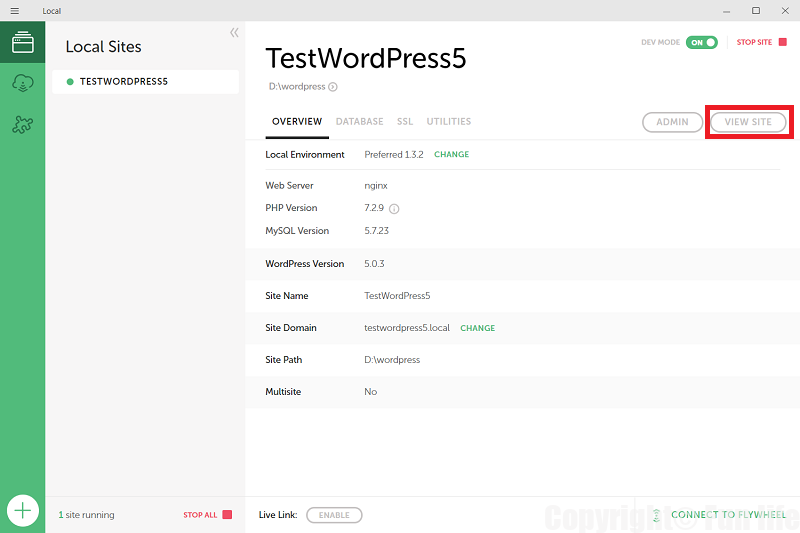 Local
Local Sites
TESTWORDPRESS5
1 site running
STOP ALL
TestWordPress5
DEV MODE ON STOP SITE
D:\wordpress
OVERVIEW DATABASE SSL UTILITIES
ADMIN VIEW SITE
Local Environment Preferred 1.3.2 CHANGE
Web Server nginx
PHP Version 7.2.9
MySQL Version 5.7.23
WordPress Version 5.0.3
Site Name TestWordPress5
Site Domain testwordpress5.local CHANGE
Site Path D:\wordpress
Multisite No
Live Link: ENABLE
CONNECT TO FLYWHEEL
Copyright© Fun life